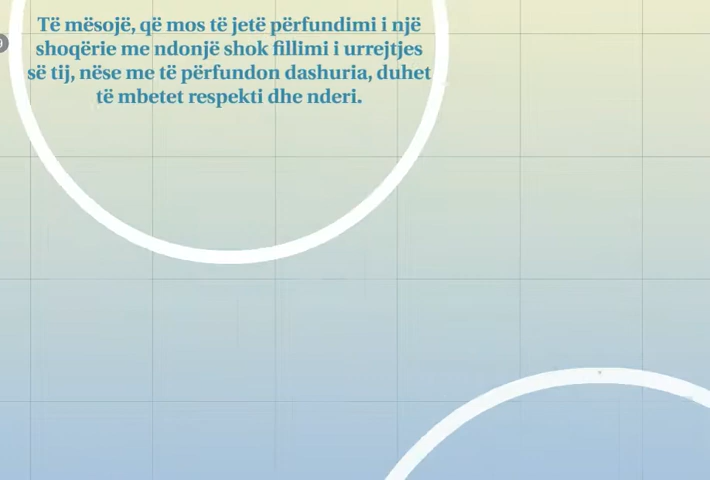 Të mësojë, që mos të jetë përfundimi i një
shoqërie me ndonjë shok fillimi i urrejtjes
së tij, nëse me të përfundon dashuria, duhet
të mbetet respekti dhe nderi.